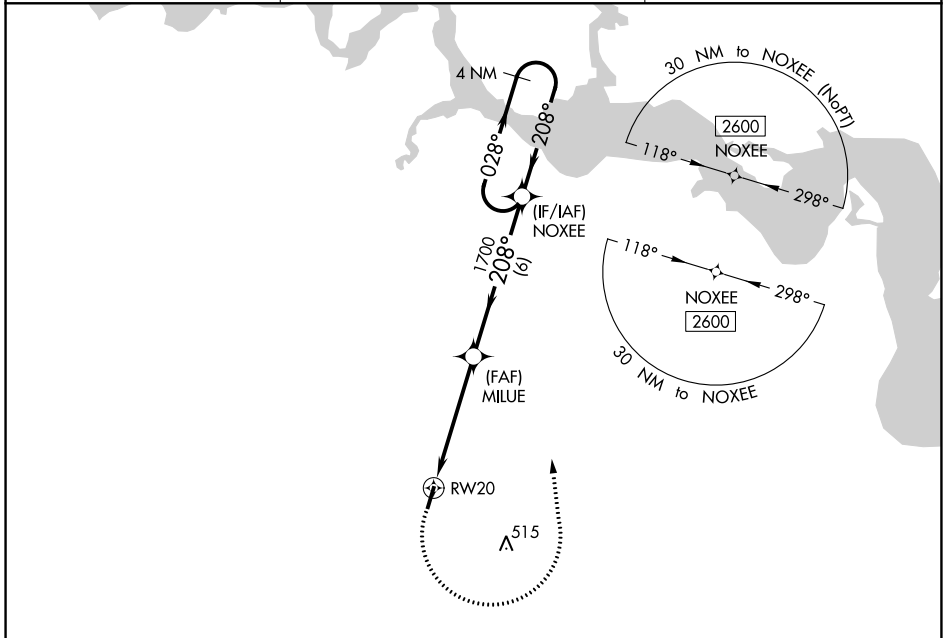 4 NM
208°
028°
(IF/IAF)
NOXEE
1700
208°
(6)
(FAF)
MILUE
RW20
515
30 NM to NOXEE (NoPT)
2600
NOXEE
118°
298°
118°
298°
NOXEE
2600
30 NM to NOXEE